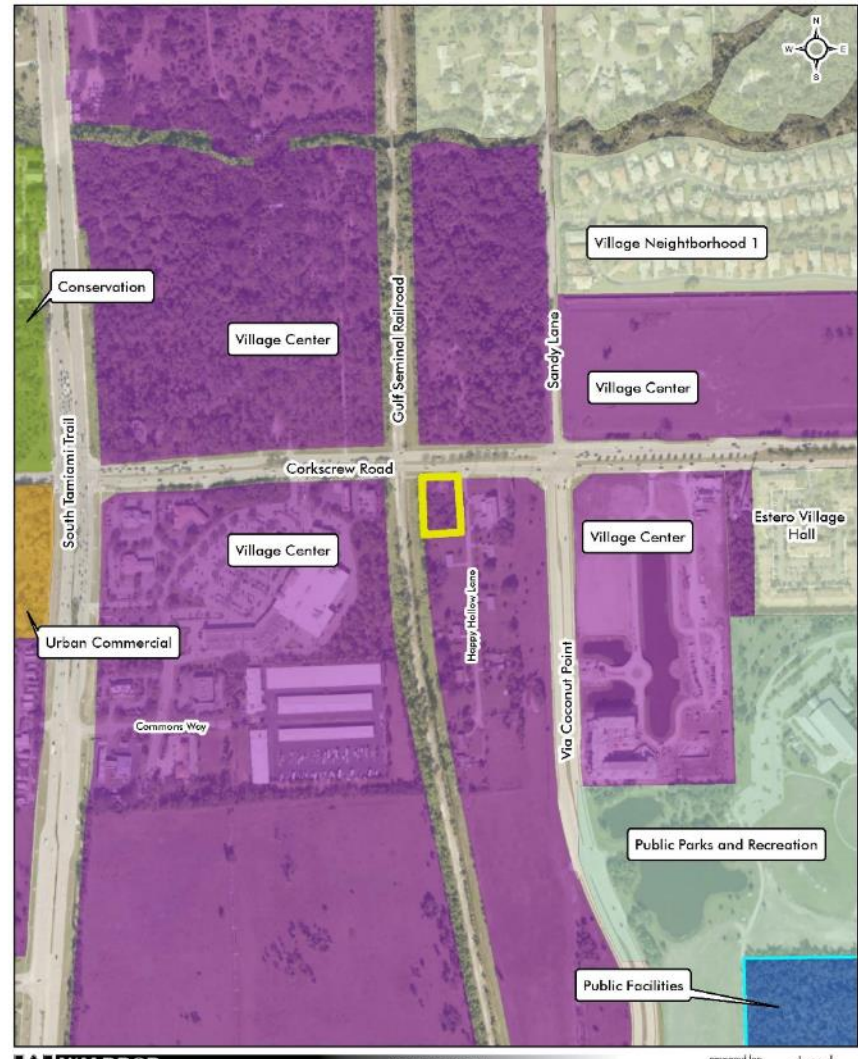 N
W E
S
Village Neighborhood 1
Conservation
Village Center
Gulf Seminal Railroad
Sandy Lane
Village Center
South Tamiami Trail
Corkscrew Road
Village Center
Village Center
Estero Village
Hall
Happy Hollow Lane
Urban Commercial
Via Coconut Point
Commons Way
Public Parks and Recreation
Public Facilities